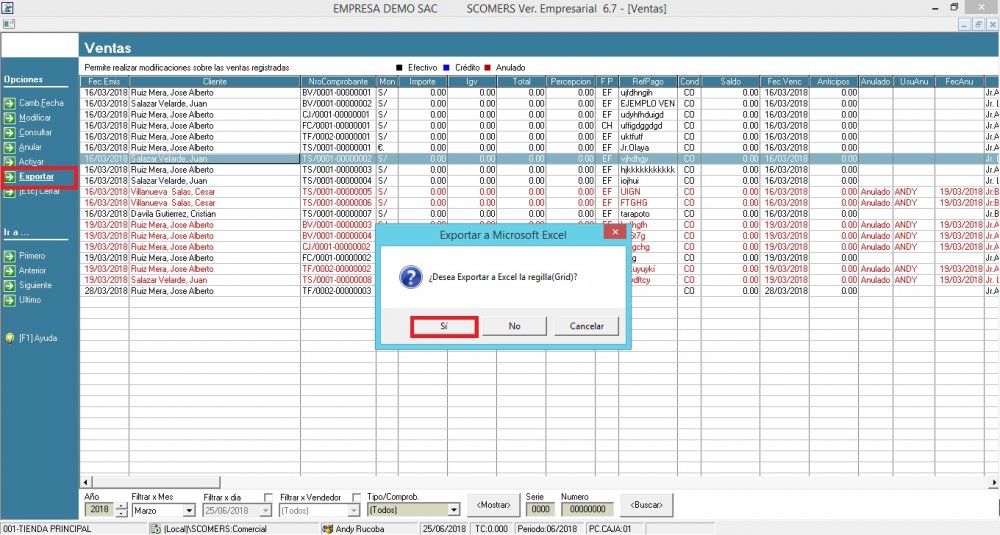 EMPRESA DEMO SAC SCOMERS Ver. Empresarial 6.7 - [Ventas]
Ventas
Permite realizar modificaciones sobre las ventas registradas
Efectivo Crédito Anulado
Opciones
Camb.Fecha
Modificar
Consultar
Anular
Activar
Exportar
[Esc] Cerrar
Ir a ...
Primero
Anterior
Siguiente
Ultimo
[F1] Ayuda
Fec.Emis Cliente NroComprobante Mon Importe Igv Total Percepcion F.P RefPago Cond Saldo Fec.Venc Anticipos Anulado UsuAnu FecAnu
16/03/2018 Ruiz Mera, Jose Alberto BV/0001-00000001 S/ 0.00 0.00 0.00 0.00 EF ujfdhngih CO 0.00 16/03/2018 0.00 Jr.A
16/03/2018 Salazar Velarde, Juan BV/0001-00000002 S/ 0.00 0.00 0.00 0.00 EF EJEMPLO VEN CO 0.00 16/03/2018 0.00
16/03/2018 Ruiz Mera, Jose Alberto CJ/0001-00000001 S/ 0.00 0.00 0.00 0.00 EF udyhfhduigd CO 0.00 16/03/2018 0.00 Jr.A
16/03/2018 Ruiz Mera, Jose Alberto FC/0001-00000001 S/ 0.00 0.00 0.00 0.00 CH uffigdggdgd CO 0.00 16/03/2018 0.00 Jr.A
16/03/2018 Ruiz Mera, Jose Alberto TF/0002-00000001 S/ 0.00 0.00 0.00 0.00 EF uktfutf CO 0.00 16/03/2018 0.00 Jr.A
16/03/2018 Ruiz Mera, Jose Alberto TS/0001-00000001 €. 0.00 0.00 0.00 0.00 EF Jr.Olaya CO 0.00 16/03/2018 0.00 Jr.A
16/03/2018 Salazar Velarde, Juan TS/0001-00000002 S/ 0.00 0.00 0.00 0.00 EF CO 0.00 16/03/2018 0.00
16/03/2018 Ruiz Mera, Jose Alberto TS/0001-00000003 S/ 0.00 0.00 0.00 0.00 EF CO 0.00 16/03/2018 0.00 Jr.A
16/03/2018 Salazar Velarde, Juan TS/0001-00000004 S/ 0.00 0.00 0.00 0.00 EF iojhui CO 0.00 16/03/2018 0.00
16/03/2018 Villanueva Salas, Cesar TS/0001-00000005 S/ 0.00 0.00 0.00 0.00 EF UIGN CO 0.00 16/03/2018 0.00 Anulado ANDY 19/03/2018 Jr.B
16/03/2018 Villanueva Salas, Cesar TS/0001-00000006 S/ 0.00 0.00 0.00 0.00 EF FTGHG CO 0.00 16/03/2018 0.00 Anulado ANDY 19/03/2018 Jr.B
16/03/2018 Davila Gutierrez, Cristian TS/0001-00000007 S/ 0.00 0.00 0.00 0.00 EF tarapoto CO 0.00 16/03/2018 0.00
19/03/2018 Ruiz Mera, Jose Alberto BV/0001-00000003 CO 0.00 19/03/2018 0.00 Anulado ANDY 19/03/2018 Jr.A
19/03/2018 Ruiz Mera, Jose Alberto BV/0001-00000004 CO 0.00 19/03/2018 0.00 Anulado ANDY 19/03/2018 Jr.A
19/03/2018 Ruiz Mera, Jose Alberto CJ/0001-00000002 CO 0.00 19/03/2018 0.00 Anulado ANDY 19/03/2018 Jr.A
19/03/2018 Ruiz Mera, Jose Alberto FC/0001-00000002 CO 0.00 19/03/2018 0.00 Jr.A
19/03/2018 Ruiz Mera, Jose Alberto TF/0002-00000002 CO 0.00 19/03/2018 0.00 Anulado ANDY 19/03/2018 Jr.A
19/03/2018 Salazar Velarde, Juan TS/0001-00000008 CO 0.00 19/03/2018 0.00 Anulado ANDY 19/03/2018
28/03/2018 Ruiz Mera, Jose Alberto TF/0002-00000003 CO 0.00 28/03/2018 0.00 Jr.A
Exportar a Microsoft Excel
¿Desea Exportar a Excel la regilla(Grid)?
Sí No Cancelar
Año Filtrar x Mes Filtrar x dia Filtrar x Vendedor Tipo/Comprob. Serie Numero
2018 Marzo 25/06/2018 (Todos) (Todos) <Mostrar> 0000 00000000 <Buscar>
001-TIENDA PRINCIPAL (Local)\SCOMERS:Comercial Andy Rucoba 25/06/2018 TC:0.000 Periodo:06/2018 PC.CAJA:01